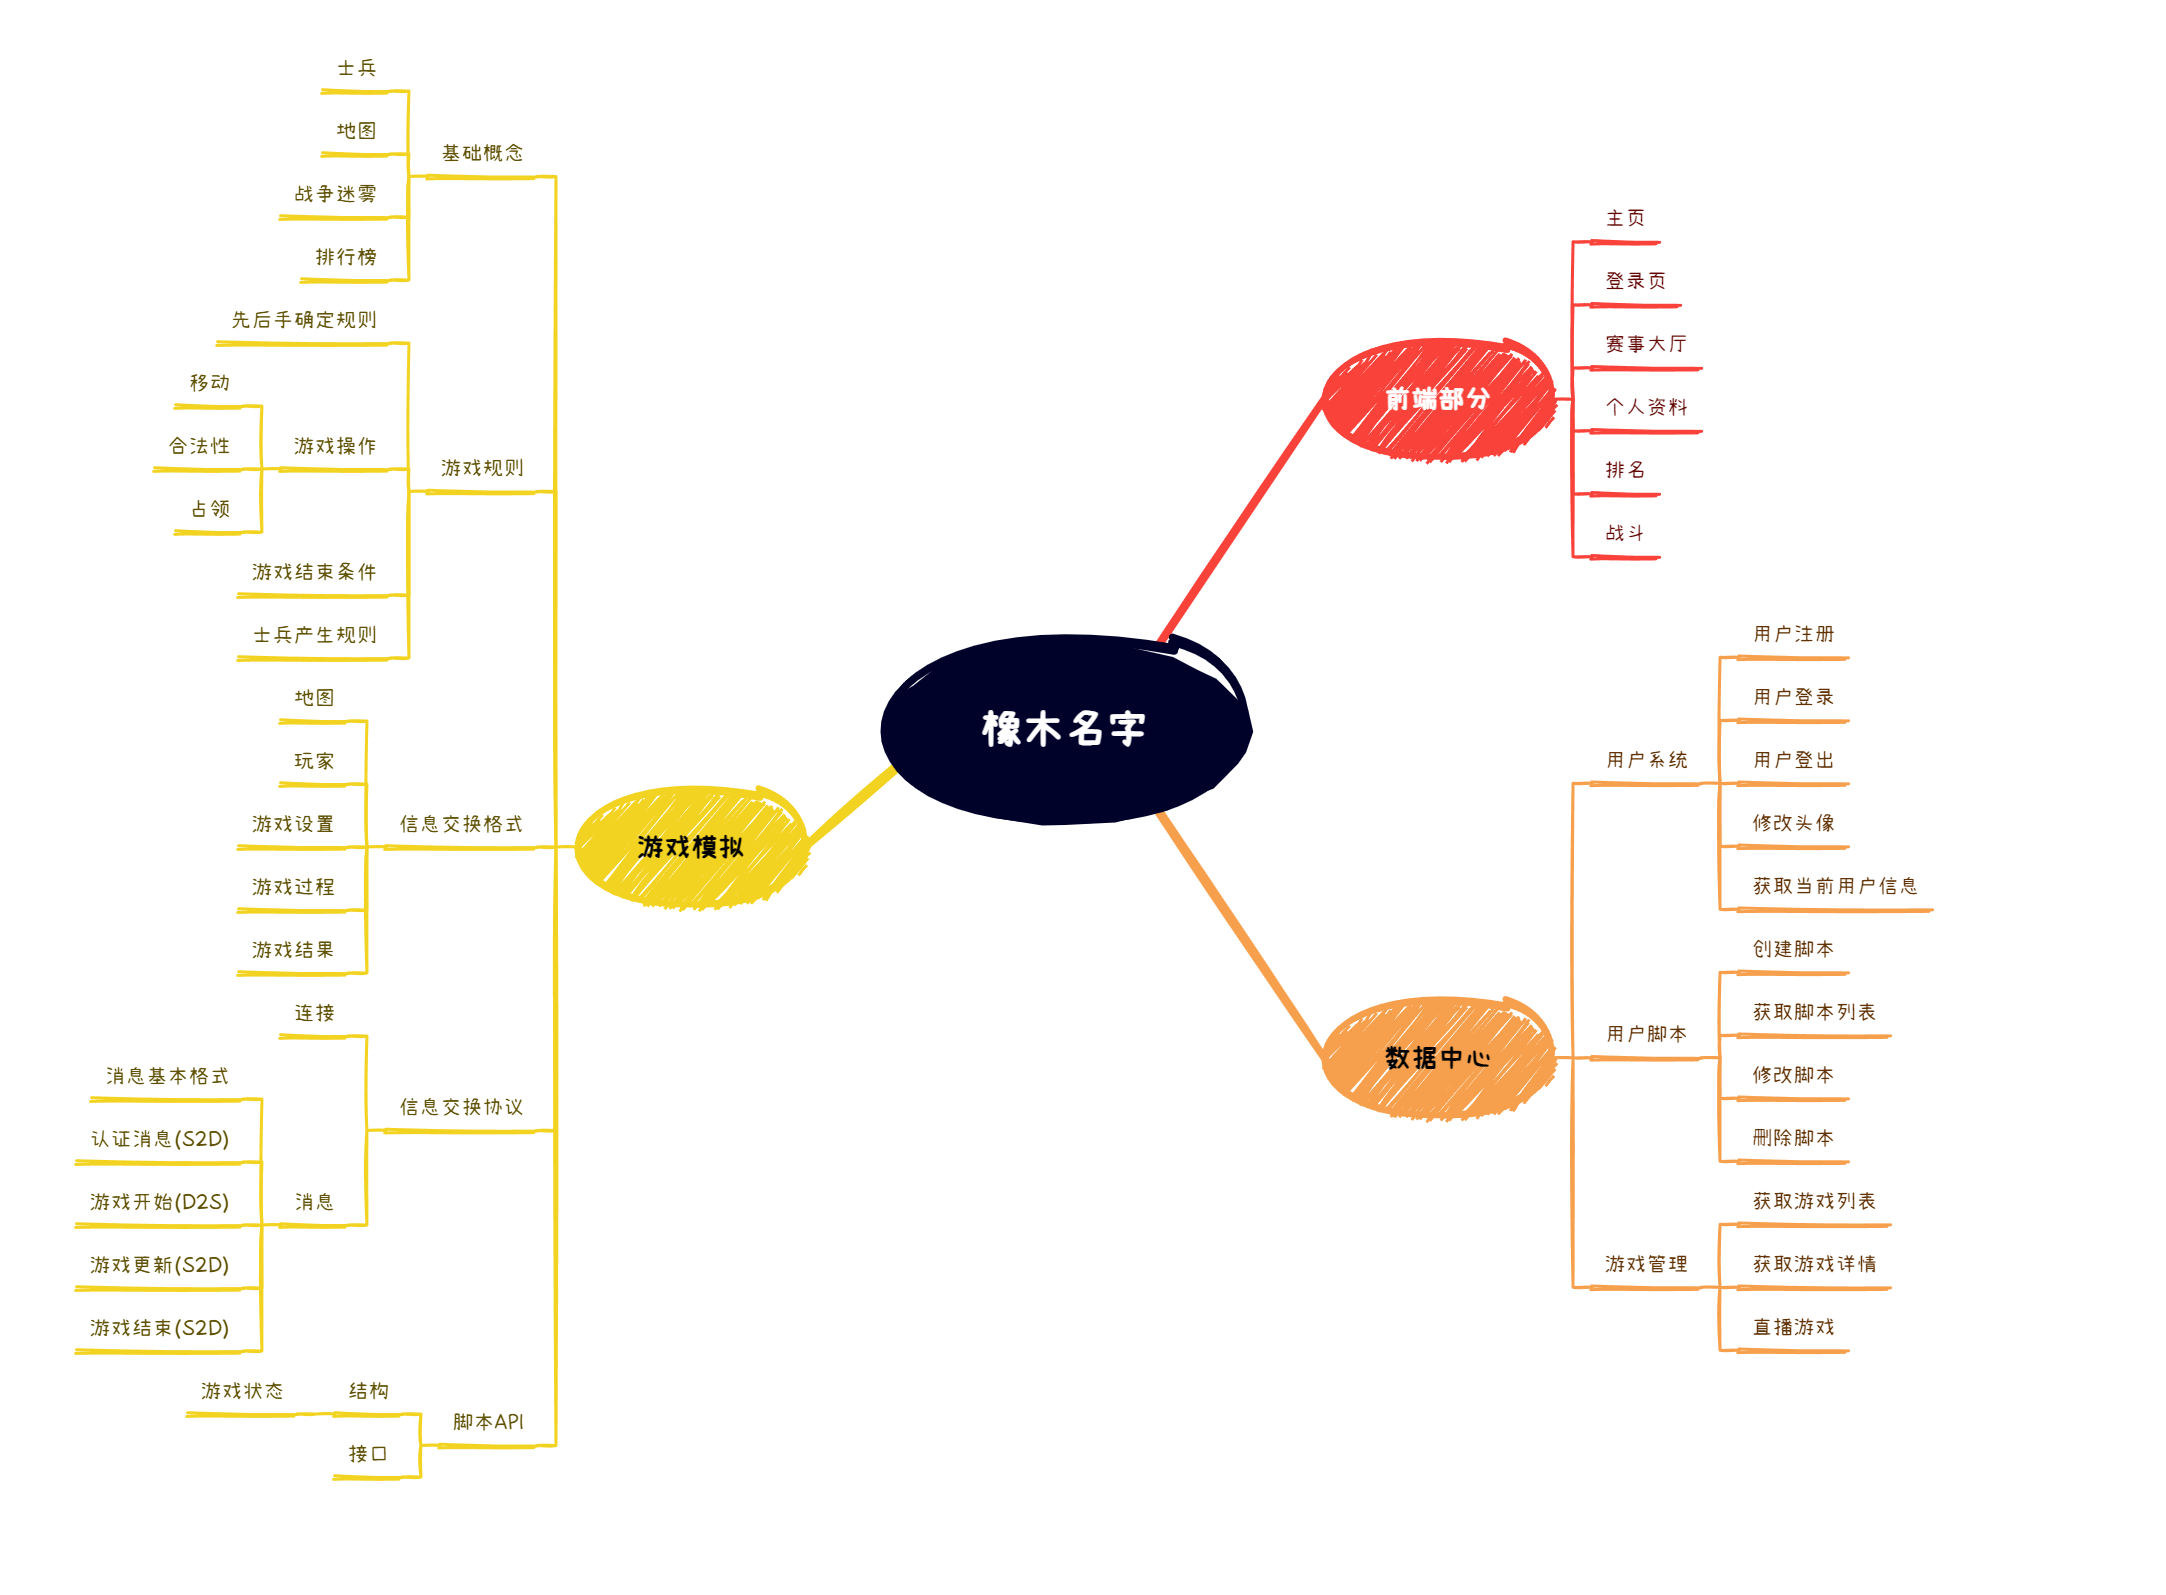 橡木名字
前端部分
主页
登录页
赛事大厅
个人资料
排名
战斗
数据中心
用户系统
用户注册
用户登录
用户登出
修改头像
获取当前用户信息
用户脚本
创建脚本
获取脚本列表
修改脚本
删除脚本
游戏管理
获取游戏列表
获取游戏详情
直播游戏
游戏模拟
基础概念
士兵
地图
战争迷雾
排行榜
游戏规则
先后手确定规则
游戏操作
移动
合法性
占领
游戏结束条件
士兵产生规则
信息交换格式
地图
玩家
游戏设置
游戏过程
游戏结果
信息交换协议
连接
消息
消息基本格式
认证消息(S2D)
游戏开始(D2S)
游戏更新(S2D)
游戏结束(S2D)
脚本API
结构
游戏状态
接口